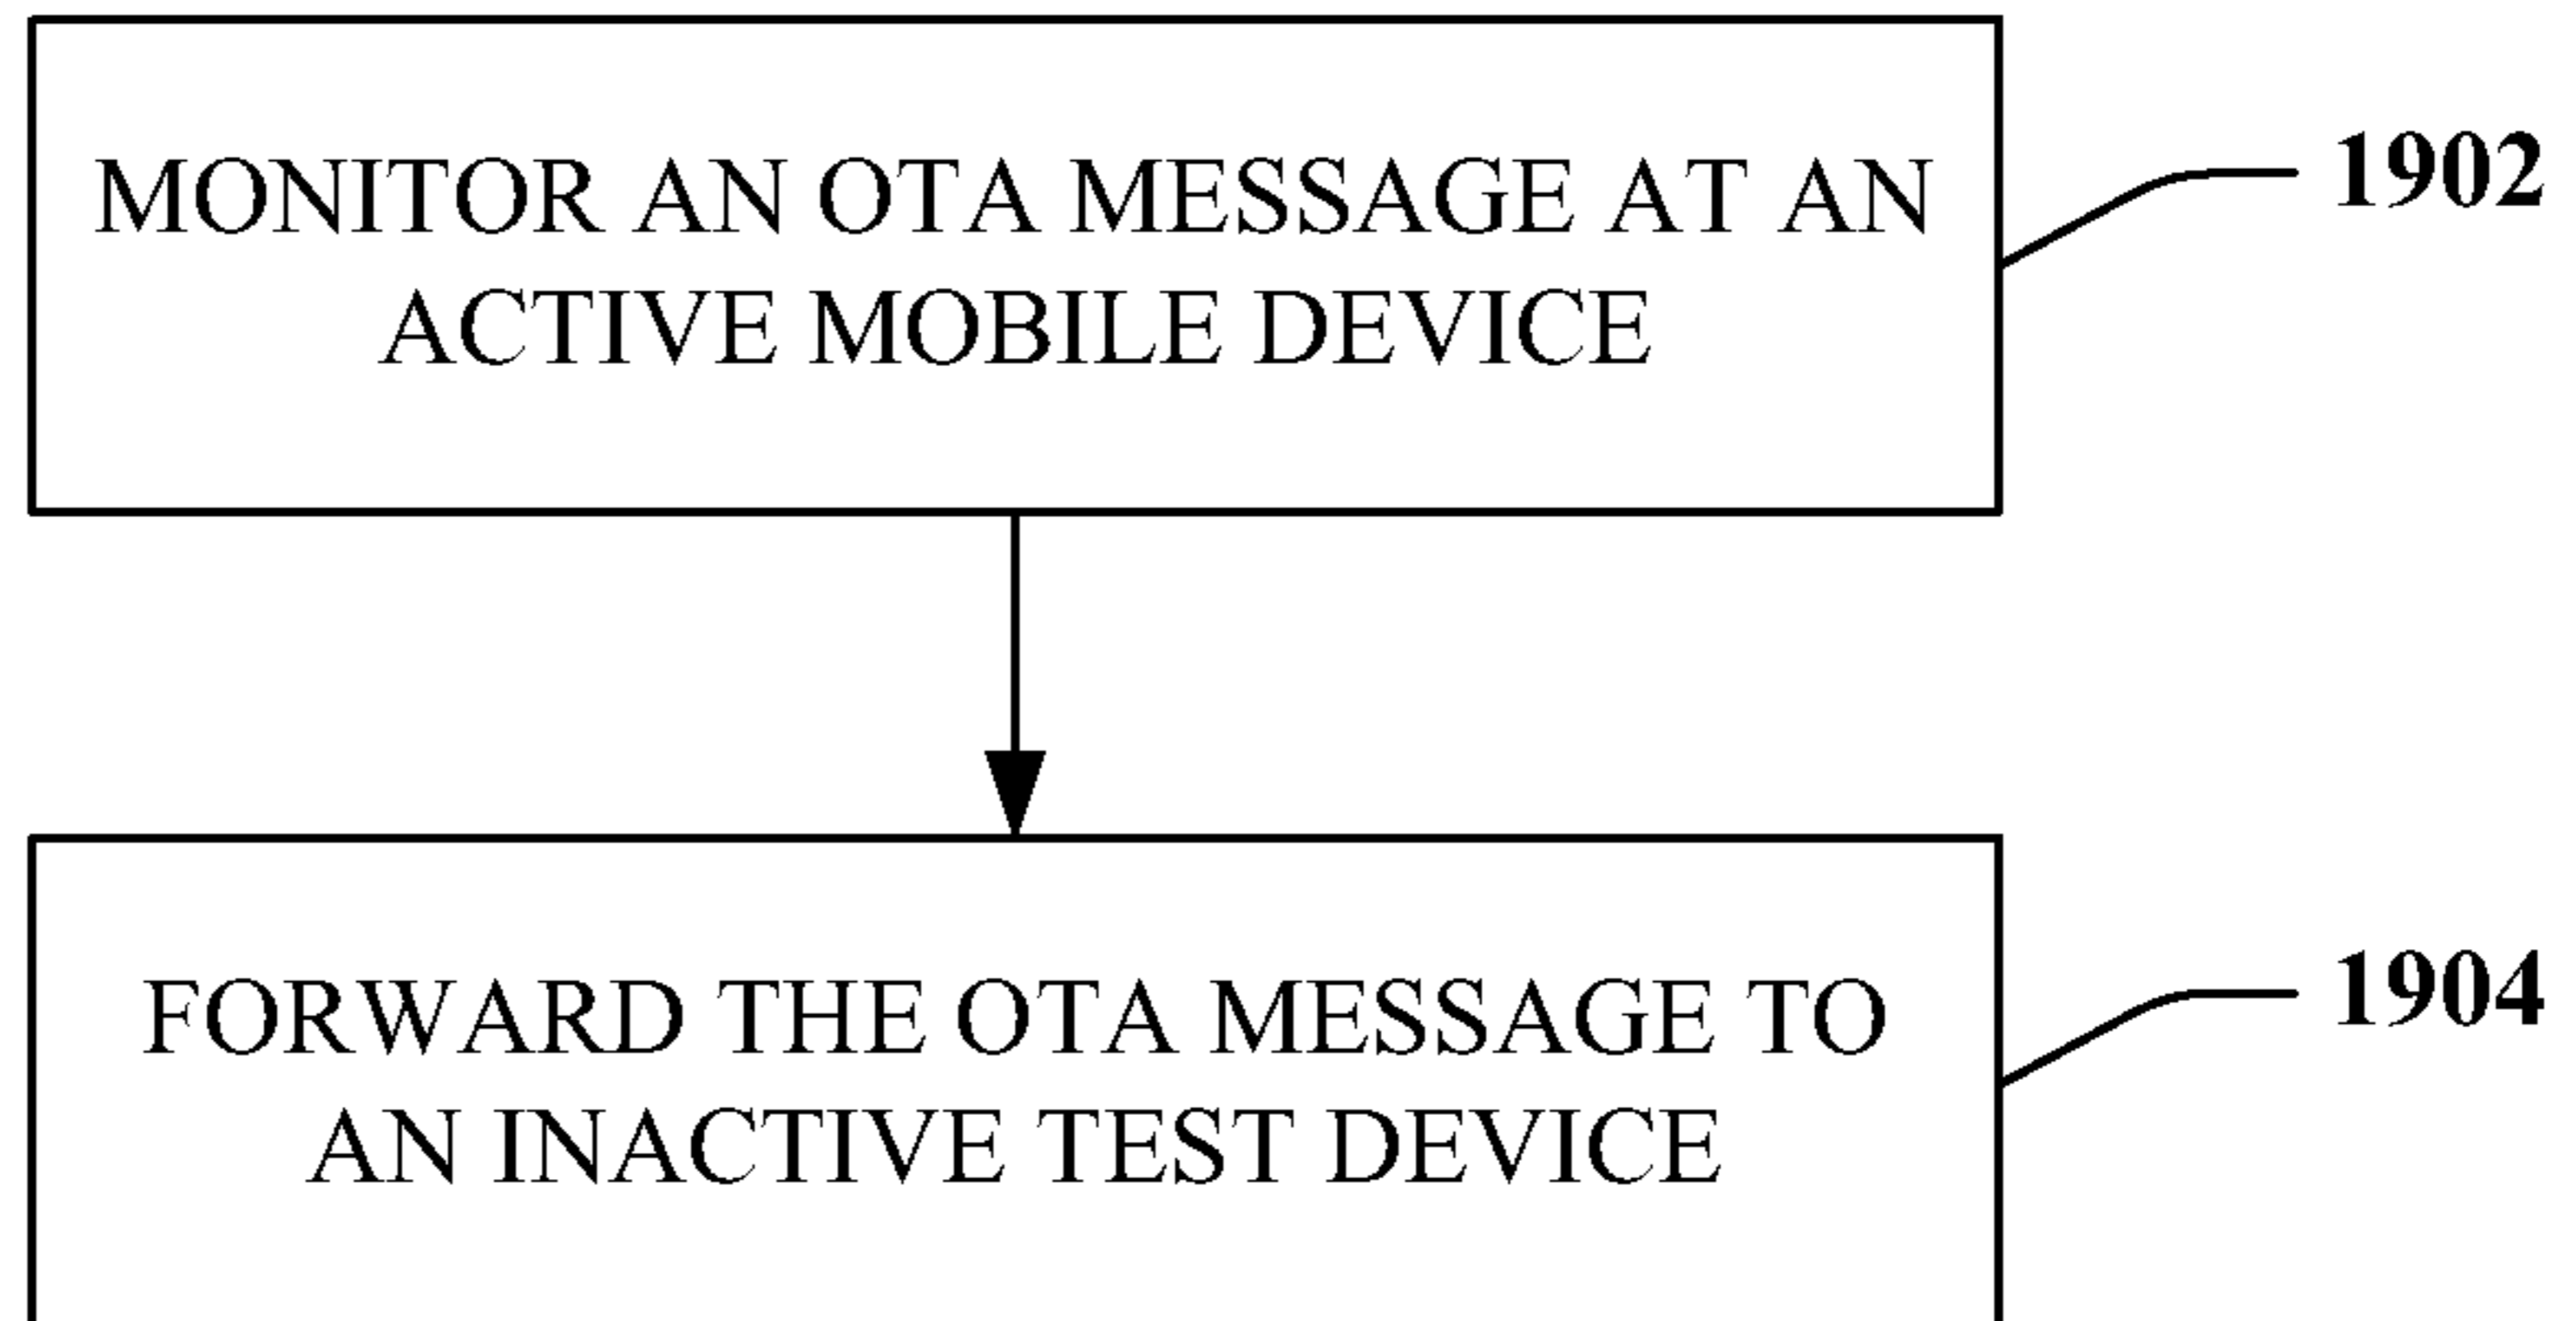 MONITOR AN OTA MESSAGE AT AN
ACTIVE MOBILE DEVICE
1902
FORWARD THE OTA MESSAGE TO
AN INACTIVE TEST DEVICE
1904